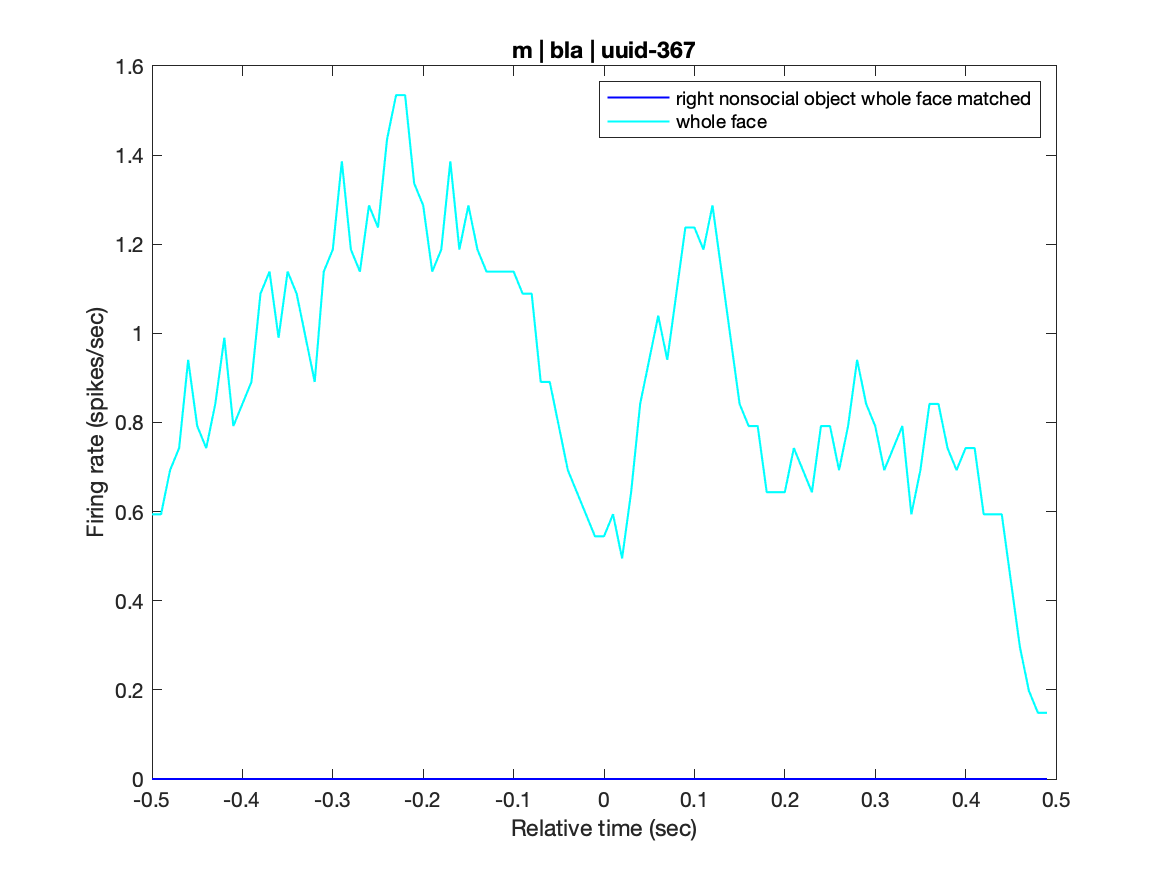 m | bla | uuid-367
right nonsocial object whole face matched
whole face
Firing rate (spikes/sec)
1.6
1.4
1.2
1
0.8
0.6
0.4
0.2
0
-0.5 -0.4 -0.3 -0.2 -0.1 0 0.1 0.2 0.3 0.4 0.5
Relative time (sec)